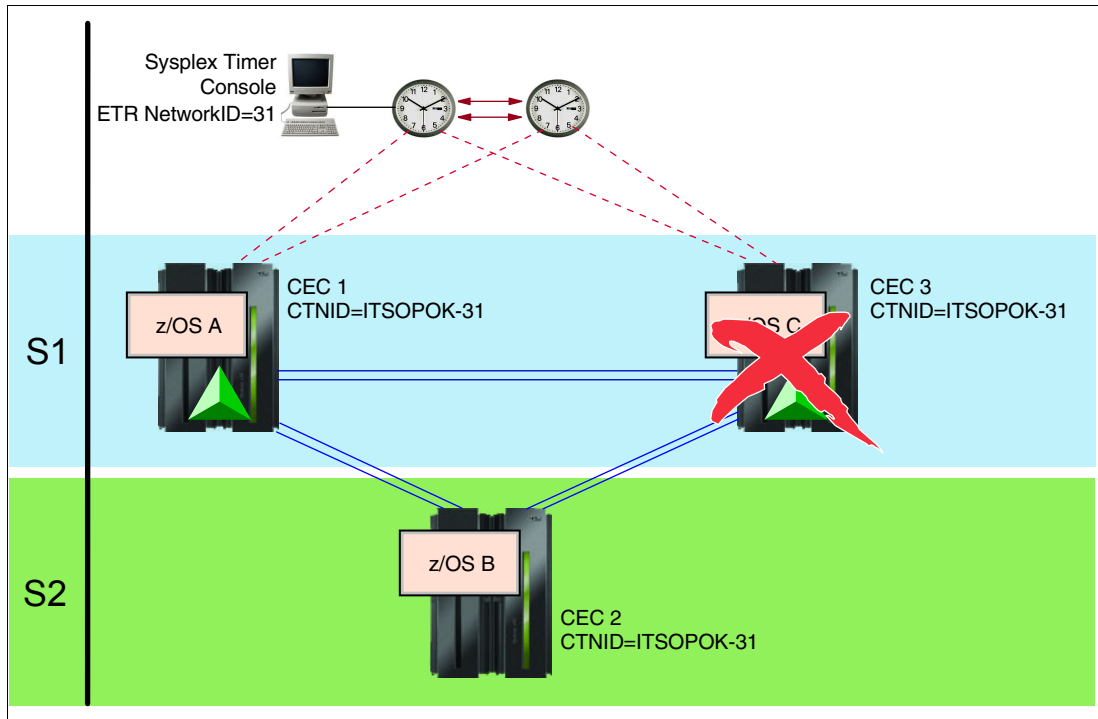 Sysplex Timer
Console
ETR NetworkID=31
S1
z/OS A
CEC 1
CTNID=ITSOPOK-31
/OS C
CEC 3
CTNID=ITSOPOK-31
S2
z/OS B
CEC 2
CTNID=ITSOPOK-31